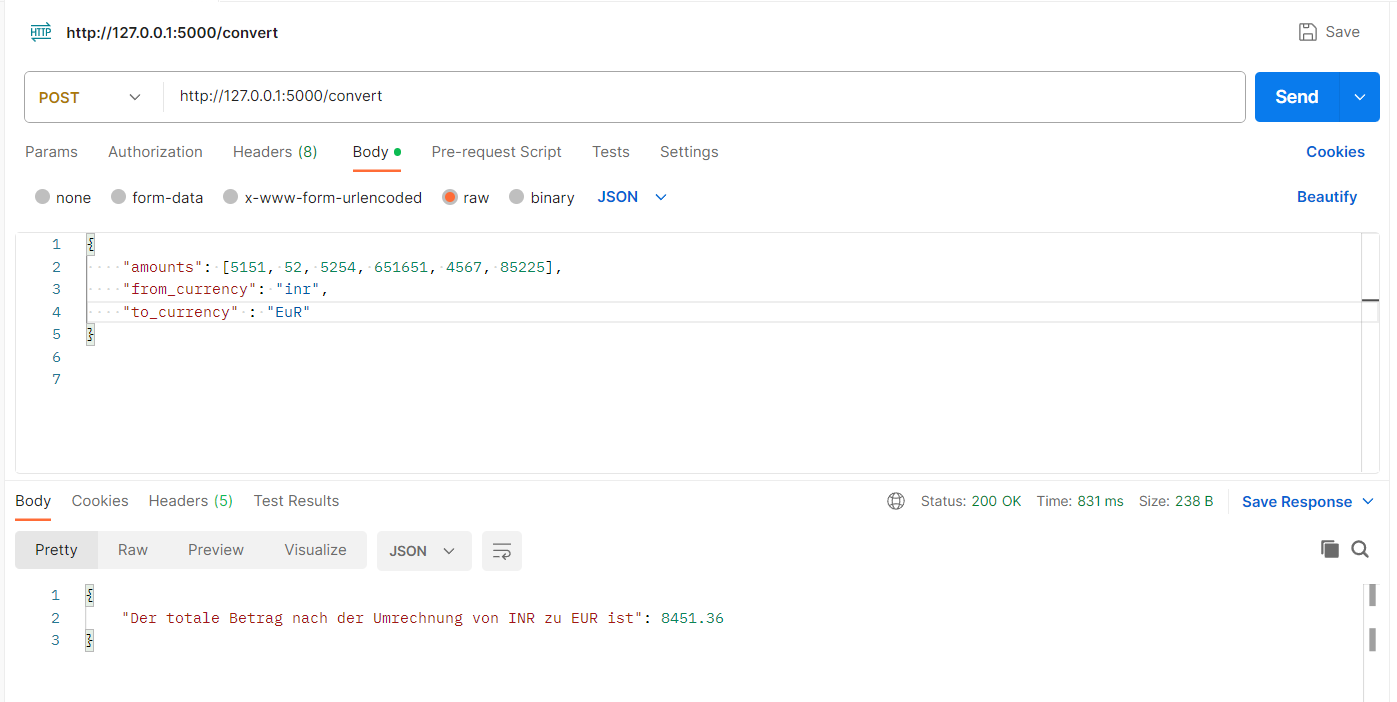 HTTP http://127.0.0.1:5000/convert Save
POST http://127.0.0.1:5000/convert Send
Params Authorization Headers (8) Body Pre-request Script Tests Settings Cookies
none form-data x-www-form-urlencoded raw binary JSON Beautify
1 {
2 "amounts": [5151, 52, 5254, 651651, 4567, 85225],
3 "from_currency": "inr",
4 "to_currency" : "EuR"
5 }
6
7
Body Cookies Headers (5) Test Results Status: 200 OK Time: 831 ms Size: 238 B Save Response
Pretty Raw Preview Visualize JSON
1 {
2 "Der totale Betrag nach der Umrechnung von INR zu EUR ist": 8451.36
3 }